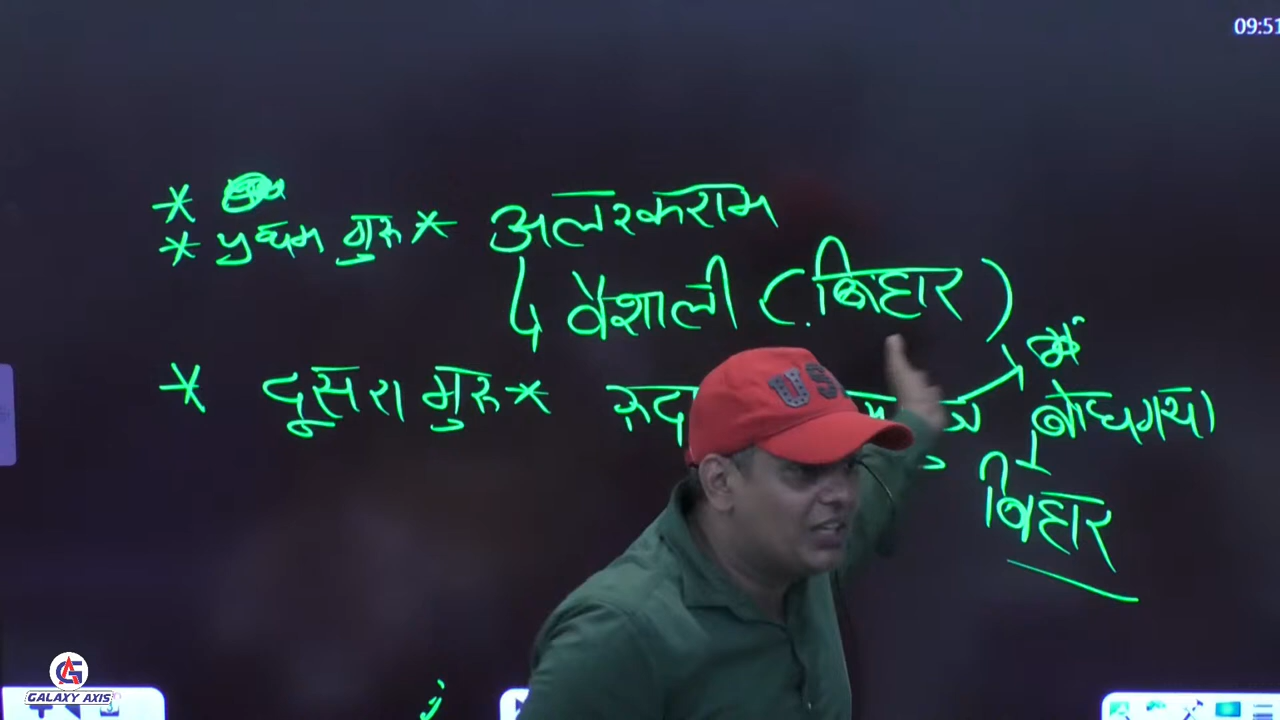 09:51
* 
* प्रथम गुरु * अलारकलाम
↳ वैशाली (बिहार)
* दूसरा गुरु * रुद
बोधगया
बिहार
US
GALAXY AXIS